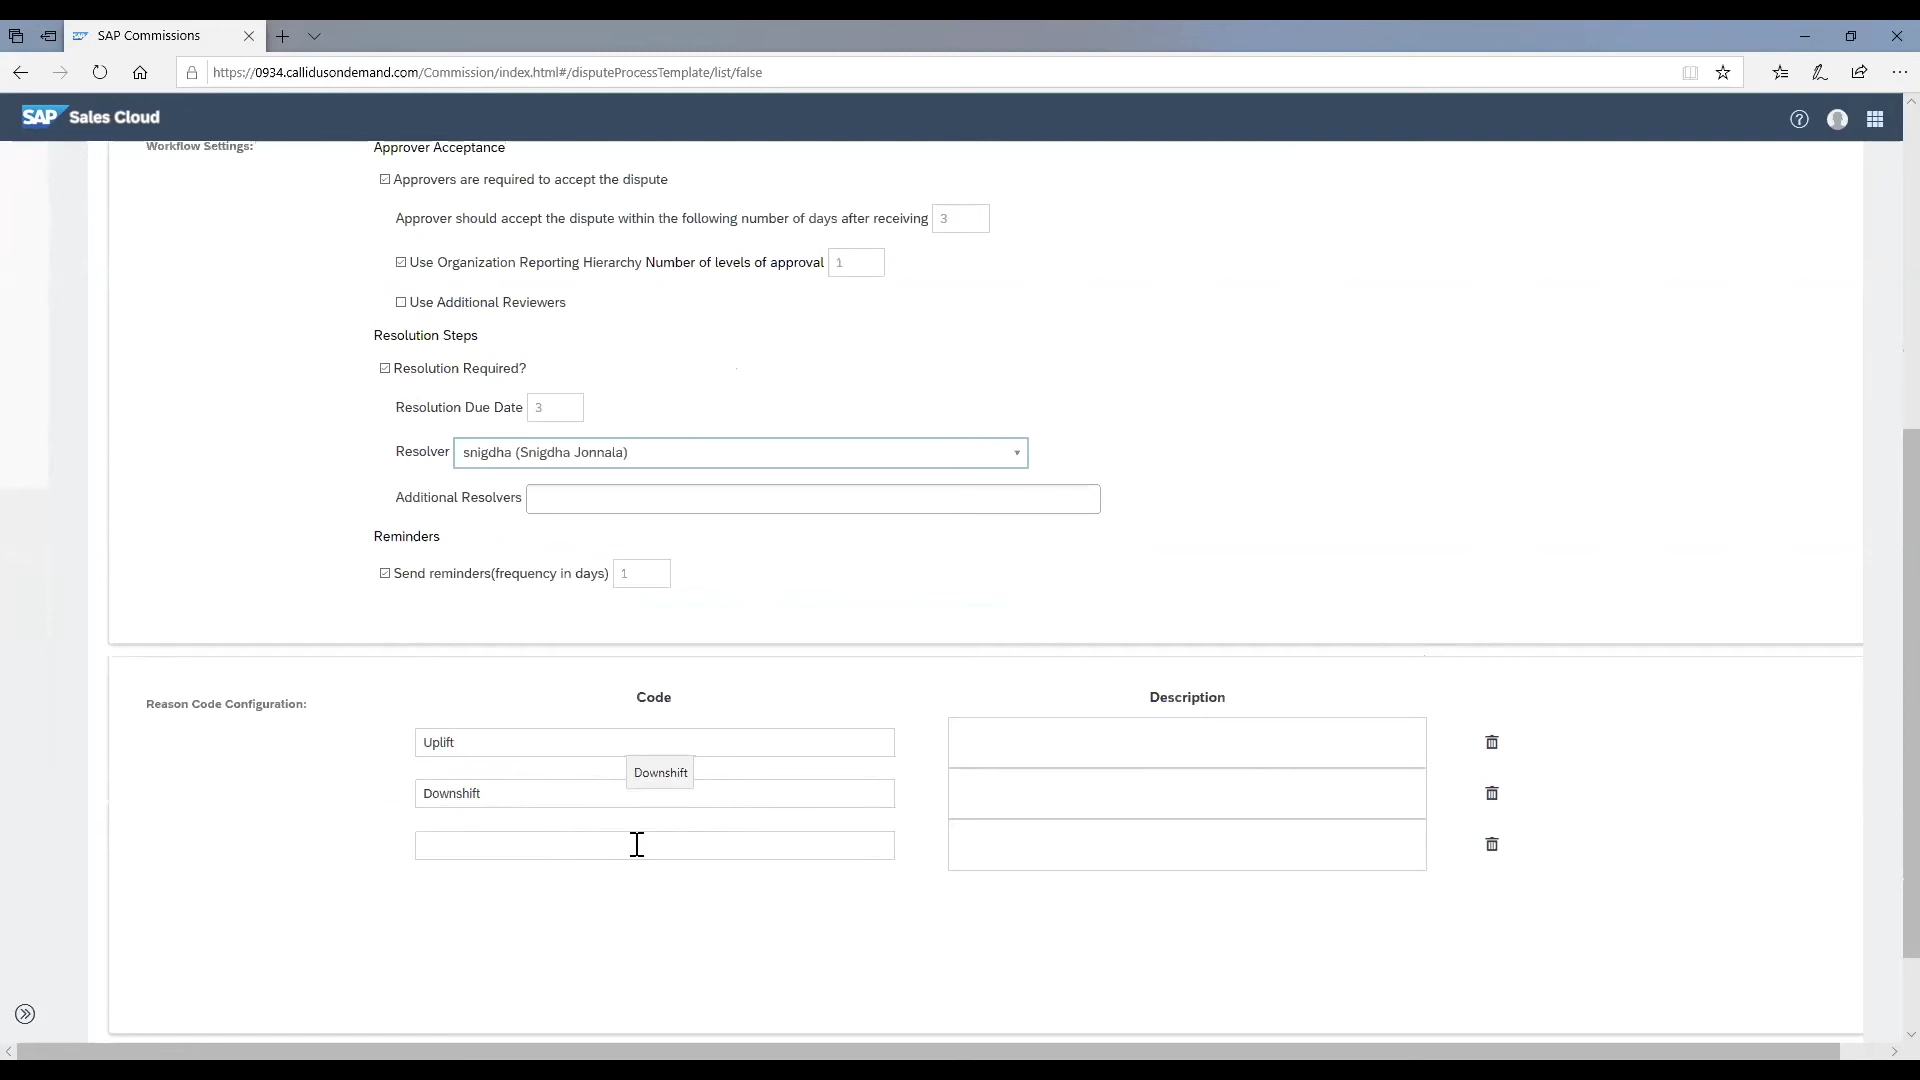 SAP Commissions
https://0934.callidusondemand.com/Commission/index.html#/disputeProcessTemplate/list/false
SAP Sales Cloud
Workflow Settings:
Approver Acceptance
Approvers are required to accept the dispute
Approver should accept the dispute within the following number of days after receiving 3
Use Organization Reporting Hierarchy Number of levels of approval 1
Use Additional Reviewers
Resolution Steps
Resolution Required?
Resolution Due Date 3
Resolver snigdha (Snigdha Jonnala)
Additional Resolvers
Reminders
Send reminders(frequency in days) 1
Reason Code Configuration:
Code Description
Uplift
Downshift
Downshift